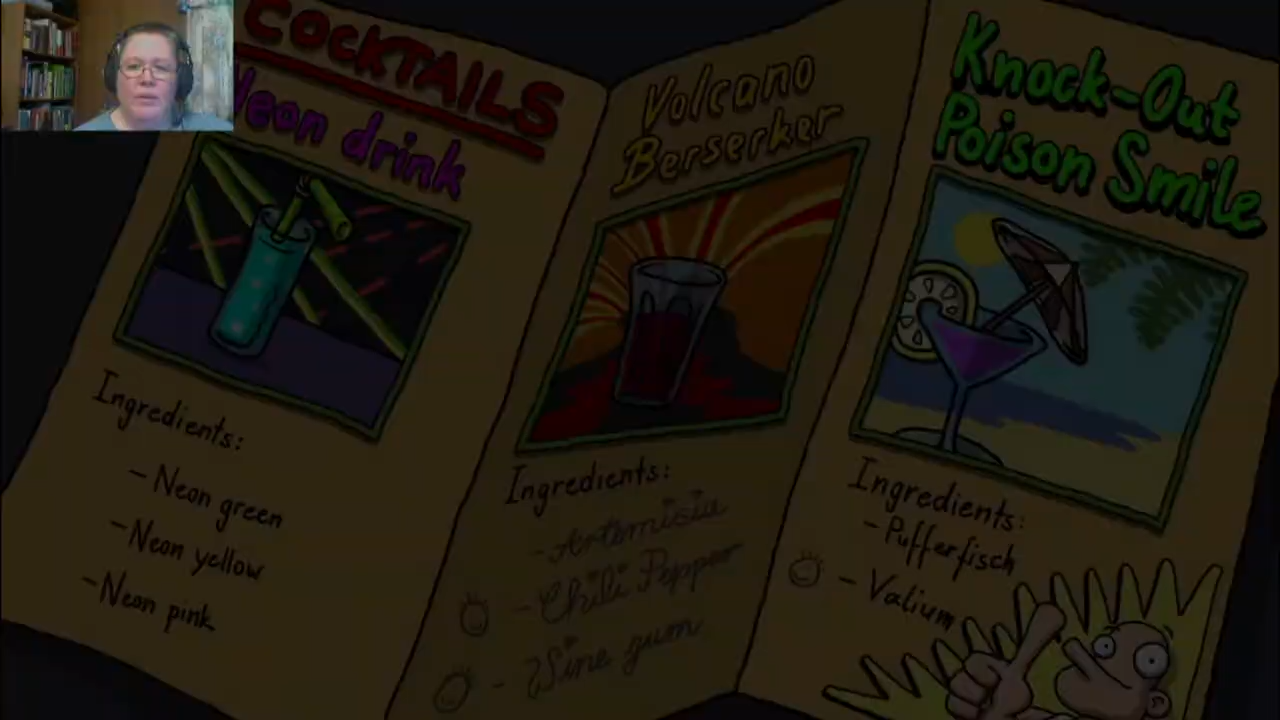 COCKTAILS
Neon drink
Ingredients:
- Neon green
- Neon yellow
- Neon pink
Volcano
Berserker
Ingredients:
- Artemisia
- Chili Pepper
- Wine gum
Knock-Out
Poison Smile
Ingredients:
- Pufferfisch
- Valium